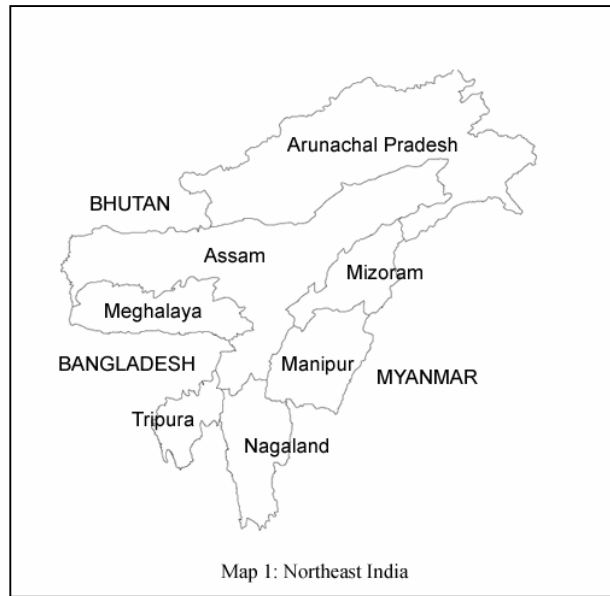 Arunachal Pradesh
BHUTAN
Assam
Mizoram
Meghalaya
BANGLADESH
Manipur
MYANMAR
Tripura
Nagaland
Map 1: Northeast India